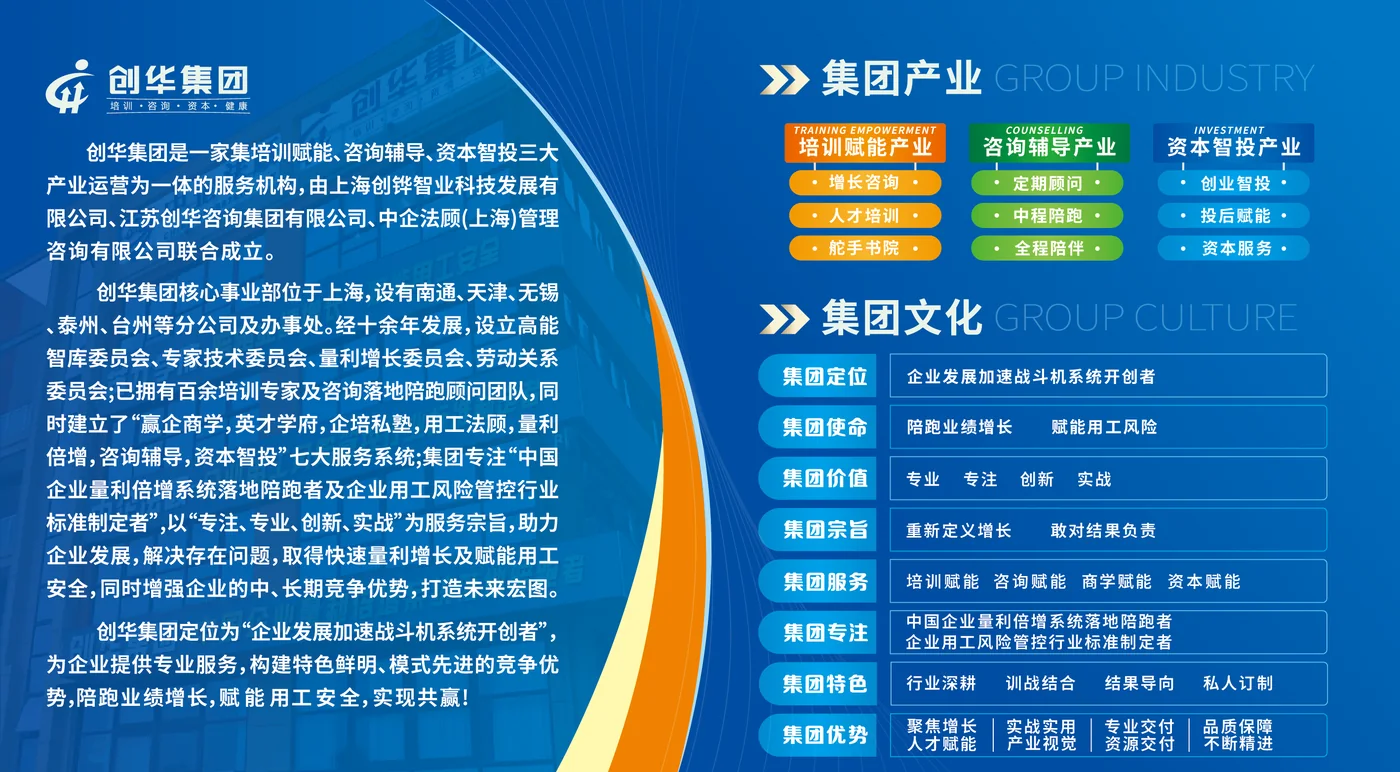 创华集团
培训·咨询·资本·健康
创华集团是一家集培训赋能、咨询辅导、资本智投三大
产业运营为一体的服务机构，由上海创铧智业科技发展有
限公司、江苏创华咨询集团有限公司、中企法顾(上海)管理
咨询有限公司联合成立。
创华集团核心事业部位于上海，设有南通、天津、无锡
、泰州、台州等分公司及办事处。经十余年发展，设立高能
智库委员会、专家技术委员会、量利增长委员会、劳动关系
委员会;已拥有百余培训专家及咨询落地陪跑顾问团队，同
时建立了“赢企商学，英才学府，企培私塾，用工法顾，量利
倍增，咨询辅导，资本智投”七大服务系统;集团专注“中国
企业量利倍增系统落地陪跑者及企业用工风险管控行业
标准制定者”，以“专注、专业、创新、实战”为服务宗旨，助力
企业发展，解决存在问题，取得快速量利增长及赋能用工
安全，同时增强企业的中、长期竞争优势，打造未来宏图。
创华集团定位为“企业发展加速战斗机系统开创者”，
为企业提供专业服务，构建特色鲜明、模式先进的竞争优
势，陪跑业绩增长，赋能用工安全，实现共赢!
集团产业 GROUP INDUSTRY
TRAINING EMPOWERMENT
培训赋能产业
·增长咨询·
·人才培训·
·舵手书院·
COUNSELLING
咨询辅导产业
·定期顾问·
·中程陪跑·
·全程陪伴·
INVESTMENT
资本智投产业
·创业智投·
·投后赋能·
·资本服务·
集团文化 GROUP CULTURE
集团定位 企业发展加速战斗机系统开创者
集团使命 陪跑业绩增长 赋能用工风险
集团价值 专业 专注 创新 实战
集团宗旨 重新定义增长 敢对结果负责
集团服务 培训赋能 咨询赋能 商学赋能 资本赋能
集团专注 中国企业量利倍增系统落地陪跑者
企业用工风险管控行业标准制定者
集团特色 行业深耕 训战结合 结果导向 私人订制
集团优势 聚焦增长 实战实用 专业交付 品质保障
人才赋能 产业视觉 资源交付 不断精进